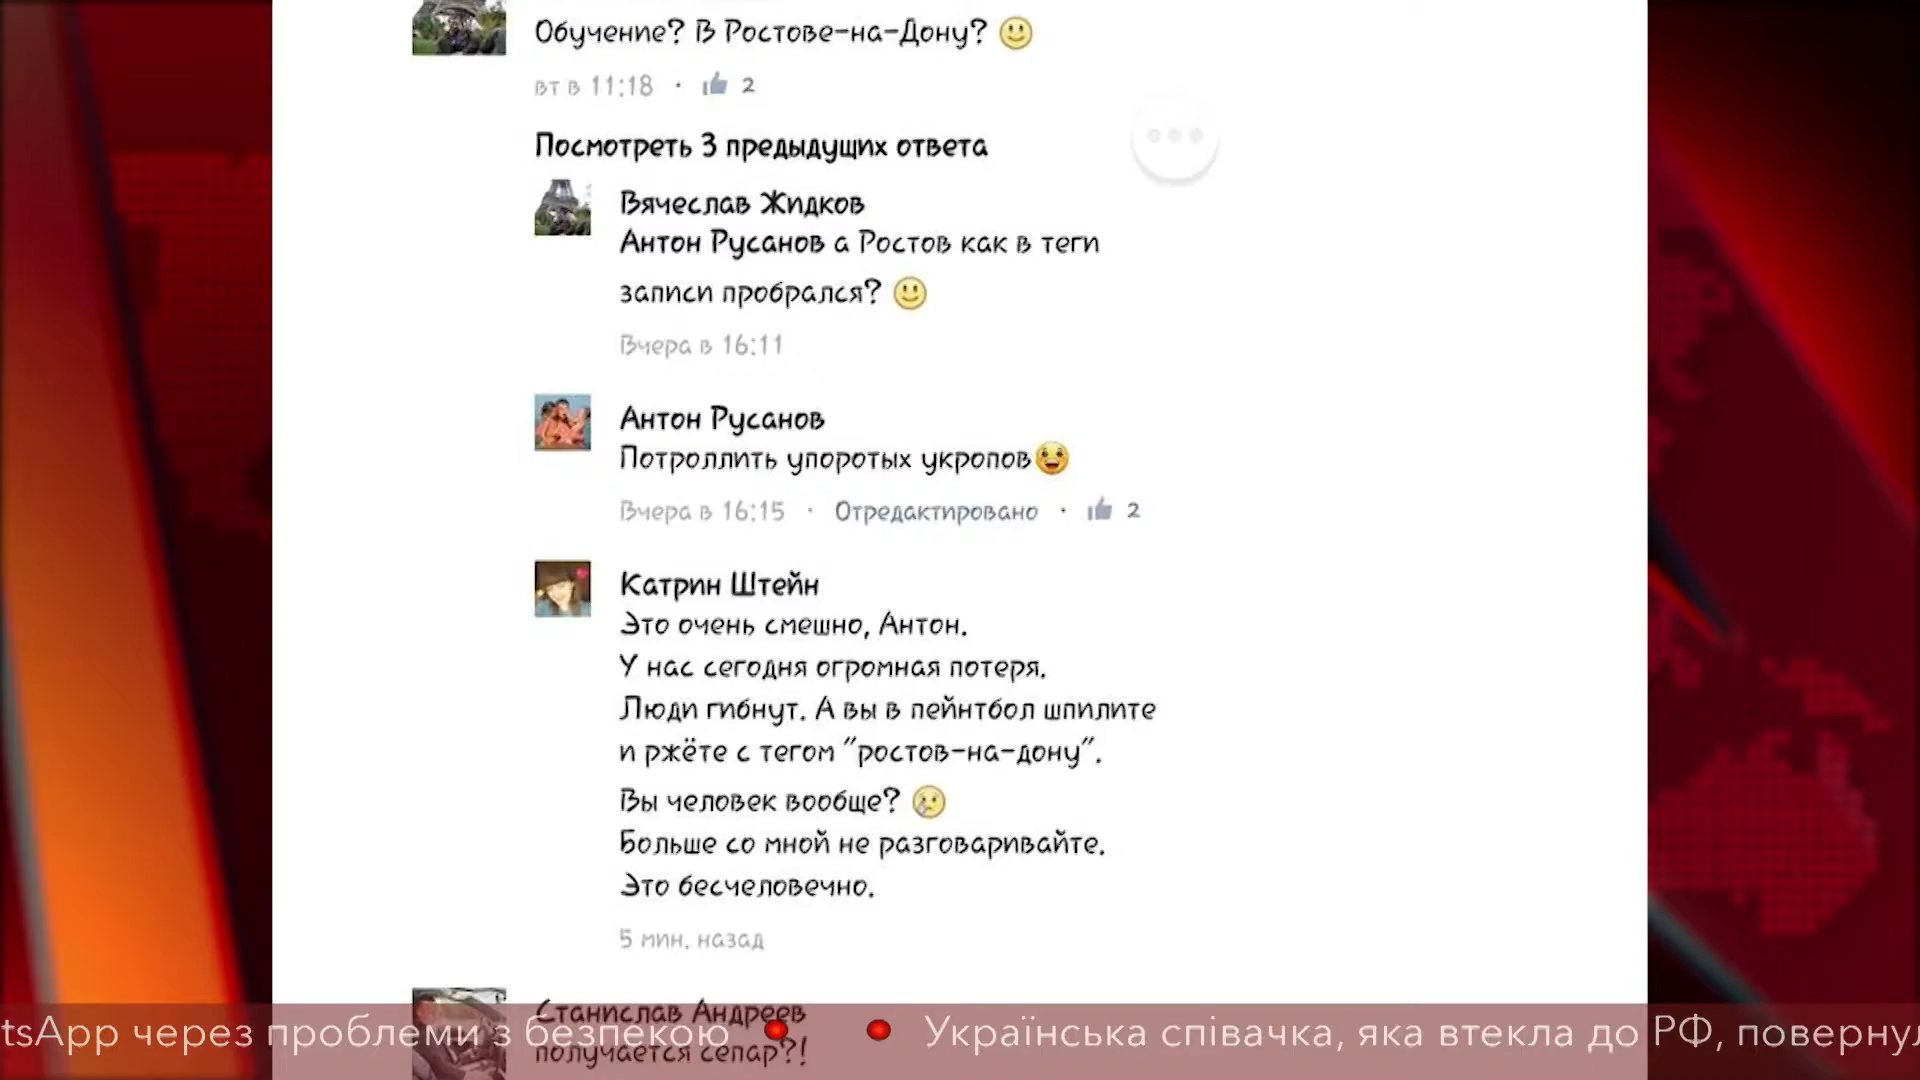 Обучение? В Ростове-на-Дону? 🙂
вт в 11:18 · 2
Посмотреть 3 предыдущих ответа
Вячеслав Жидков
Антон Русанов а Ростов как в теги
записи пробрался? 🙂
Вчера в 16:11
Антон Русанов
Потроллить упоротых укропов😀
Вчера в 16:15 · Отредактировано · 2
Катрин Штейн
Это очень смешно, Антон.
У нас сегодня огромная потеря.
Люди гибнут. А вы в пейнтбол шпилите
и ржёте с тегом "ростов-на-дону".
Вы человек вообще? 😢
Больше со мной не разговаривайте.
Это бесчеловечно.
5 мин. назад
Станислав Андреев
получается сепар?!
tsApp через проблеми з безпекою Українська співачка, яка втекла до РФ, повернул